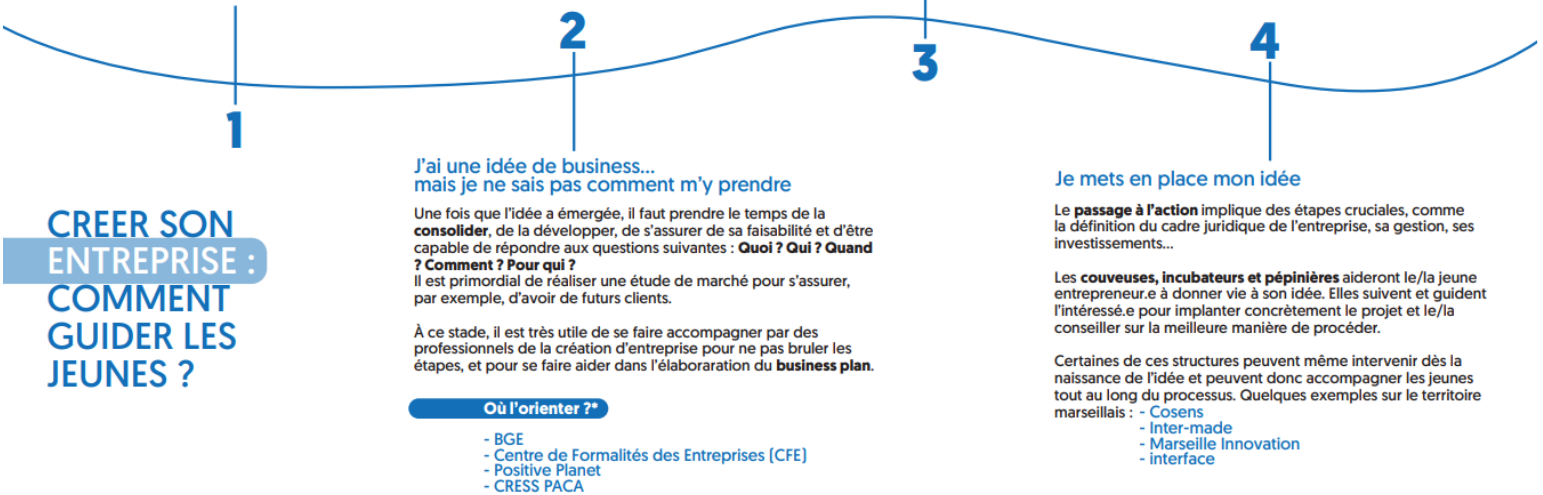 1
2
3
4
CREER SON
ENTREPRISE :
COMMENT
GUIDER LES
JEUNES ?
J'ai une idée de business...
mais je ne sais pas comment m'y prendre
Une fois que l'idée a émergée, il faut prendre le temps de la
consolider, de la développer, de s'assurer de sa faisabilité et d'être
capable de répondre aux questions suivantes : Quoi ? Qui ? Quand
? Comment ? Pour qui ?
Il est primordial de réaliser une étude de marché pour s'assurer,
par exemple, d'avoir de futurs clients.
À ce stade, il est très utile de se faire accompagner par des
professionnels de la création d'entreprise pour ne pas bruler les
étapes, et pour se faire aider dans l'élaboraration du business plan.
Où l'orienter ?*
- BGE
- Centre de Formalités des Entreprises (CFE)
- Positive Planet
- CRESS PACA
Je mets en place mon idée
Le passage à l'action implique des étapes cruciales, comme
la définition du cadre juridique de l'entreprise, sa gestion, ses
investissements...
Les couveuses, incubateurs et pépinières aideront le/la jeune
entrepreneur.e à donner vie à son idée. Elles suivent et guident
l'intéressé.e pour implanter concrètement le projet et le/la
conseiller sur la meilleure manière de procéder.
Certaines de ces structures peuvent même intervenir dès la
naissance de l'idée et peuvent donc accompagner les jeunes
tout au long du processus. Quelques exemples sur le territoire
marseillais : - Cosens
- Inter-made
- Marseille Innovation
- interface